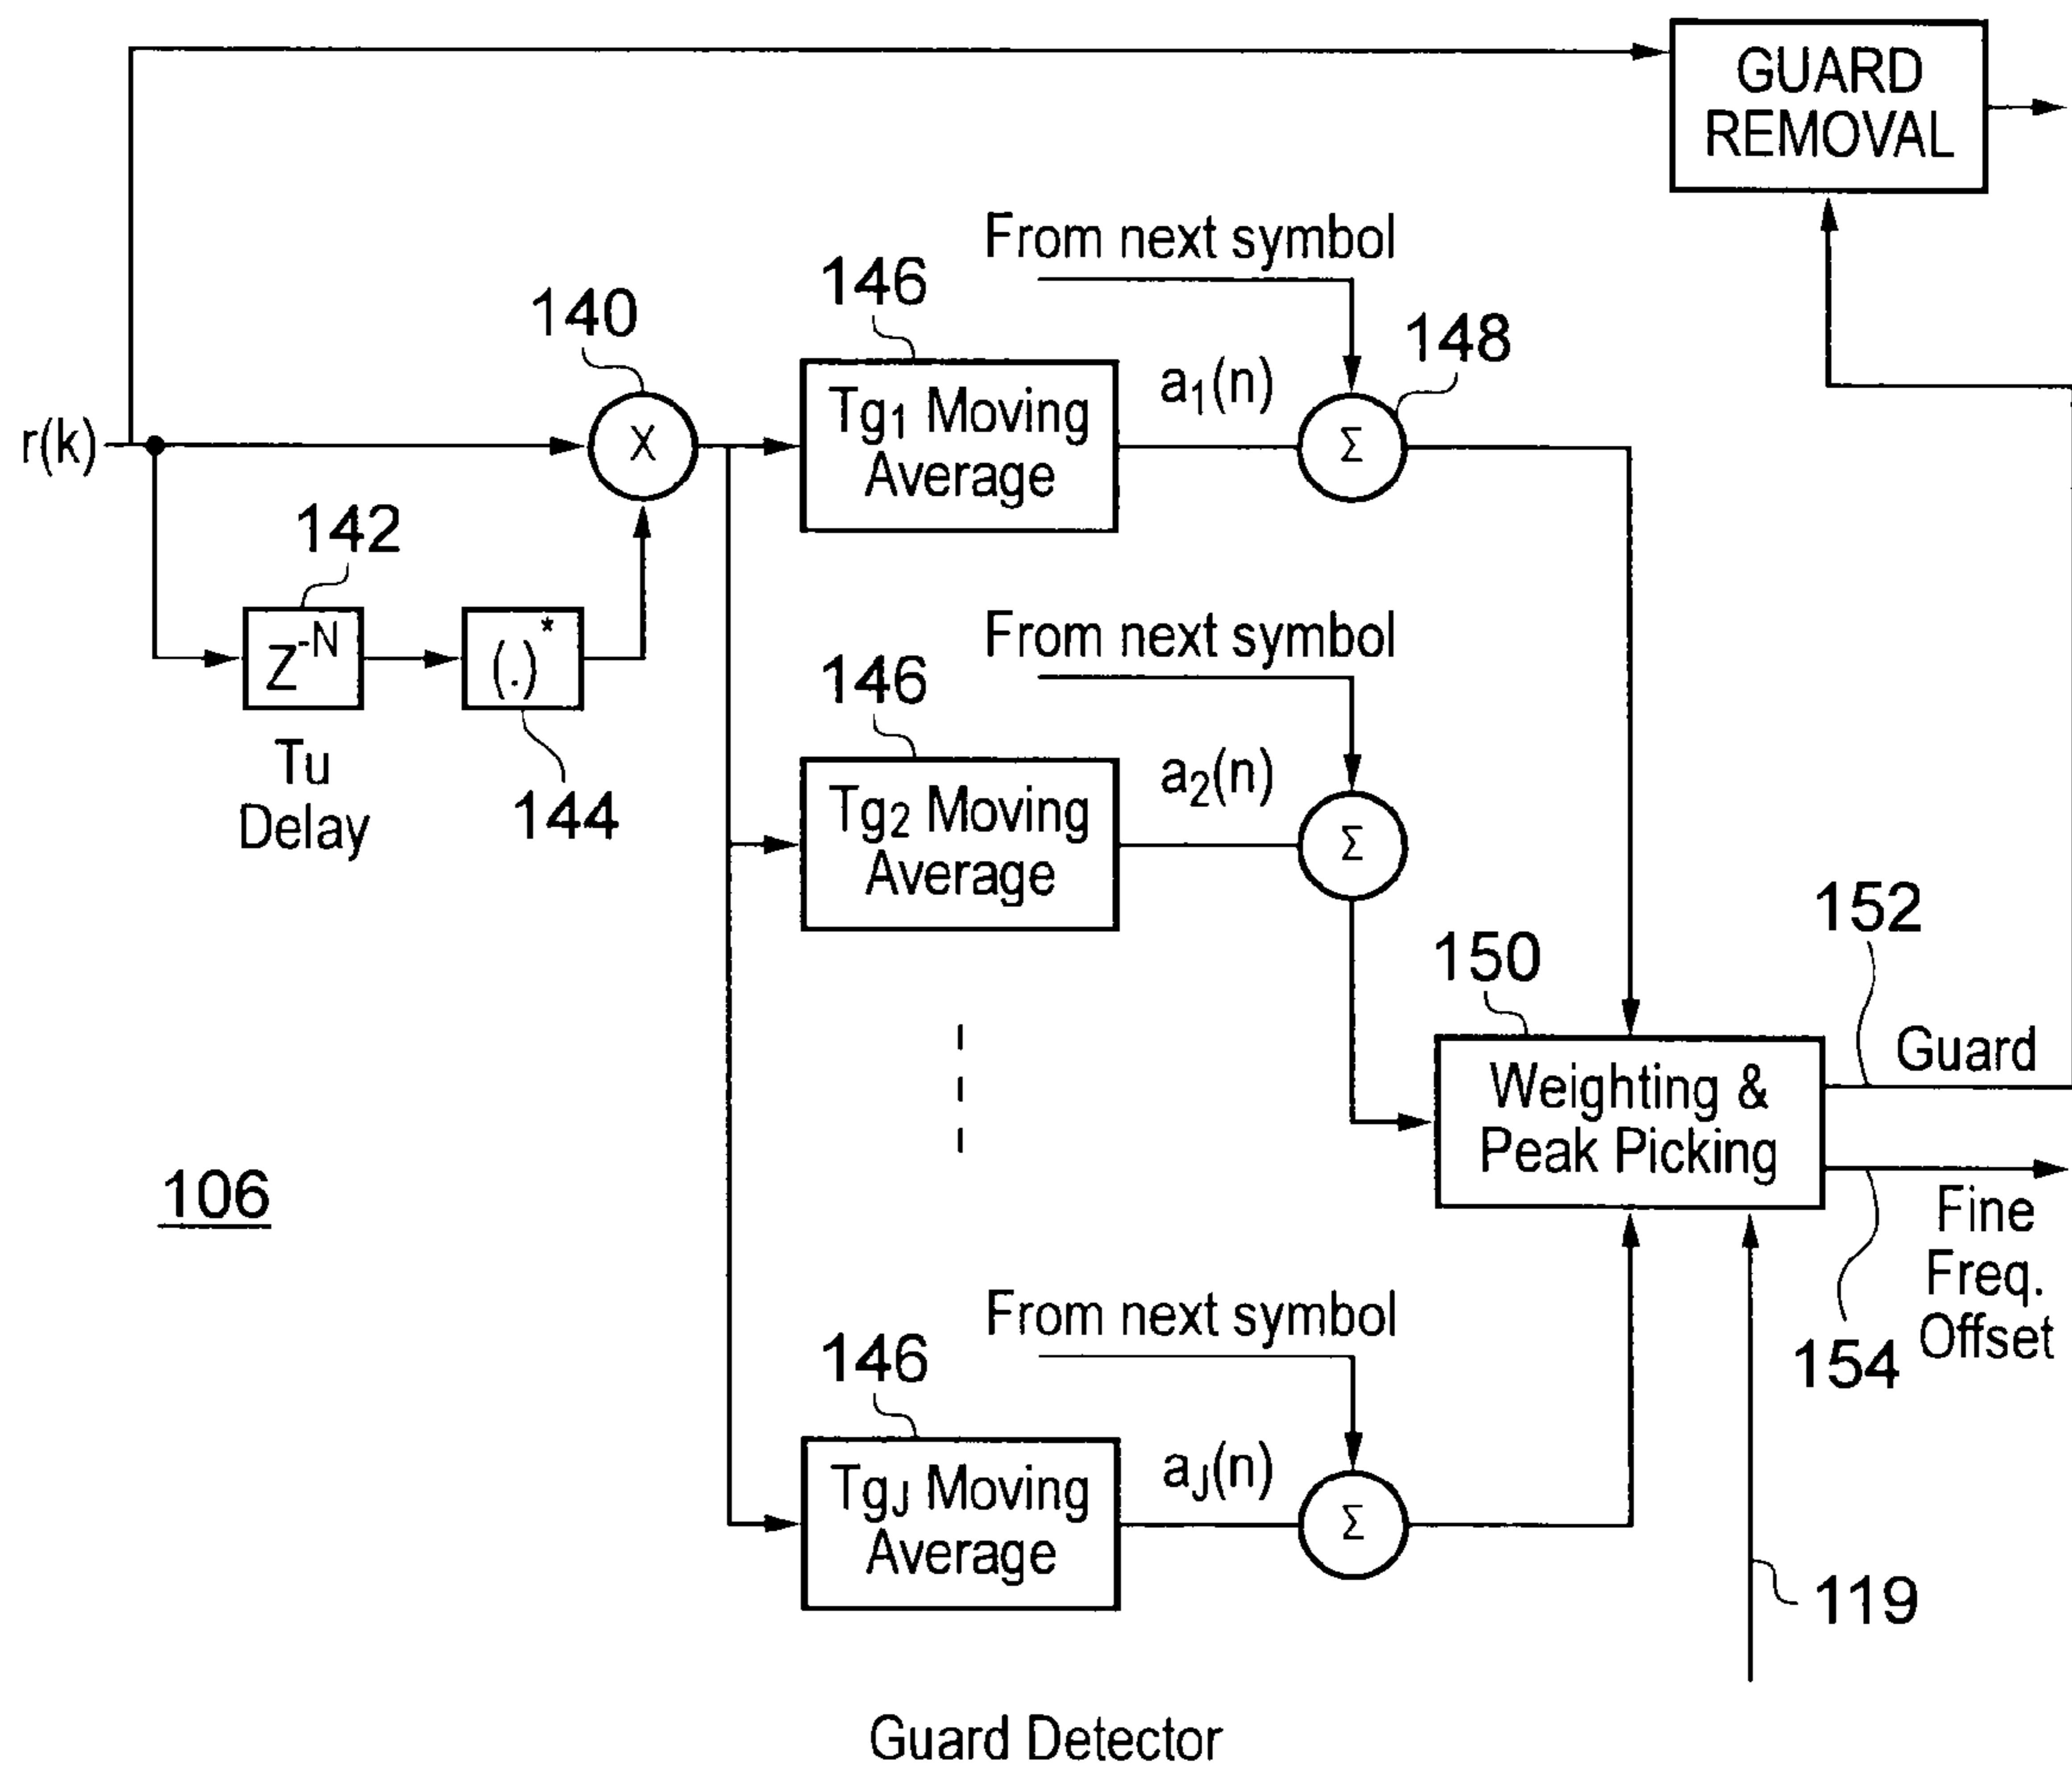 GUARD
REMOVAL
From next symbol
146
140
148
a1(n)
Tg1 Moving
Average
Σ
r(k)
X
142
Z-N
(.)*
Tu
Delay
144
From next symbol
146
a2(n)
Tg2 Moving
Average
Σ
152
150
Guard
Weighting &
Peak Picking
106
Fine
Freq.
Offset
154
From next symbol
146
aJ(n)
TgJ Moving
Average
Σ
119
Guard Detector